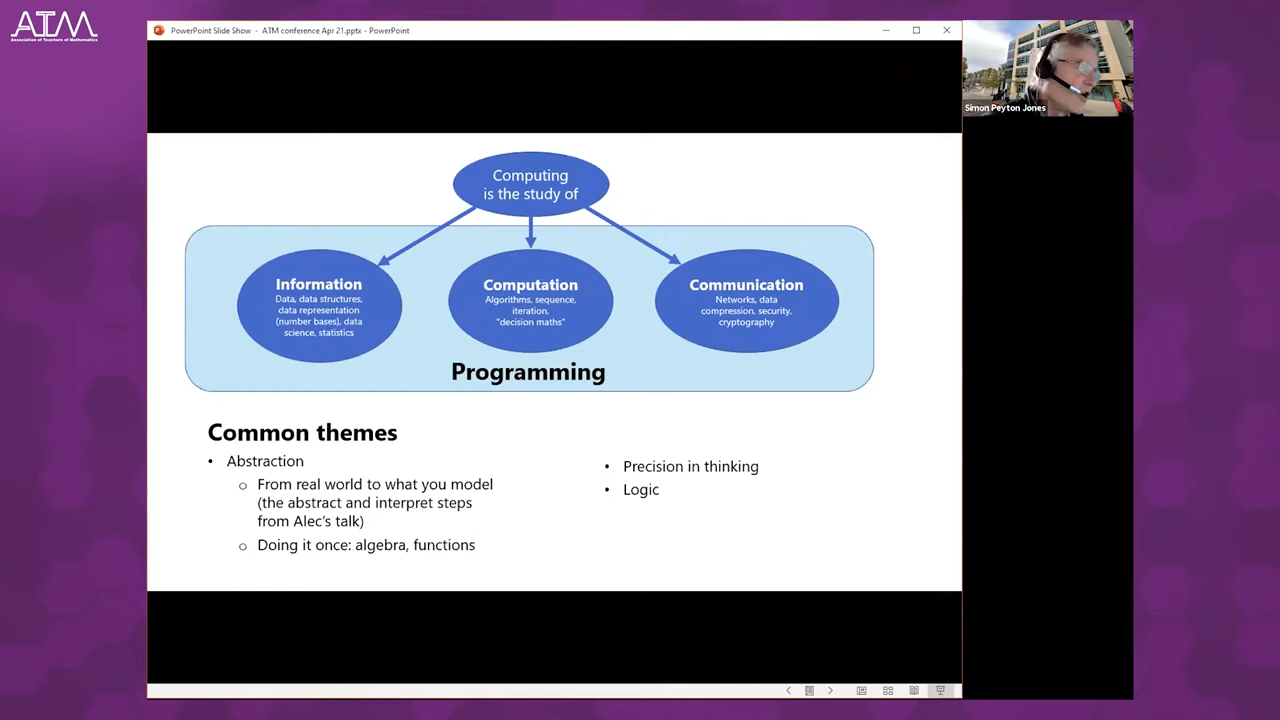 ATM
Association of Teachers of Mathematics
PowerPoint Slide Show - ATM conference Apr 21.pptx - PowerPoint
Simon Peyton Jones
Computing
is the study of
Information
Data, data structures,
data representation
(number bases), data
science, statistics
Computation
Algorithms, sequence,
iteration,
"decision maths"
Communication
Networks, data
compression, security,
cryptography
Programming
Common themes
• Abstraction
o From real world to what you model
(the abstract and interpret steps
from Alec's talk)
o Doing it once: algebra, functions
• Precision in thinking
• Logic